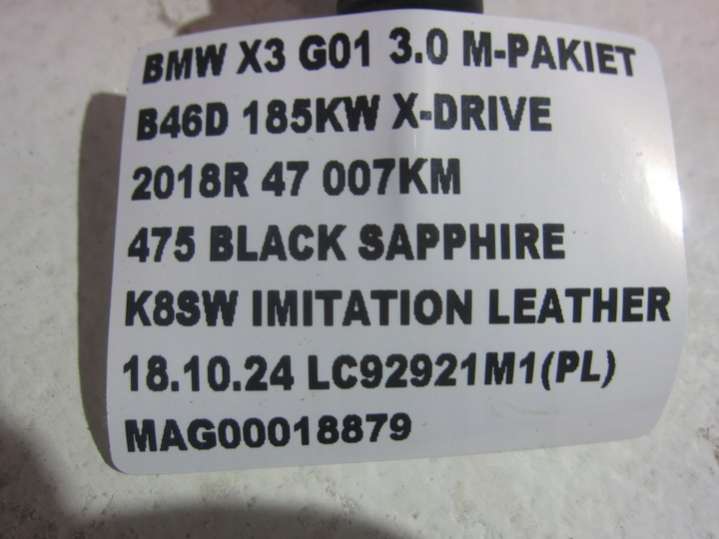 BMW X3 G01 3.0 M-PAKIET
B46D 185KW X-DRIVE
2018R 47 007KM
475 BLACK SAPPHIRE
K8SW IMITATION LEATHER
18.10.24 LC92921M1(PL)
MAG00018879